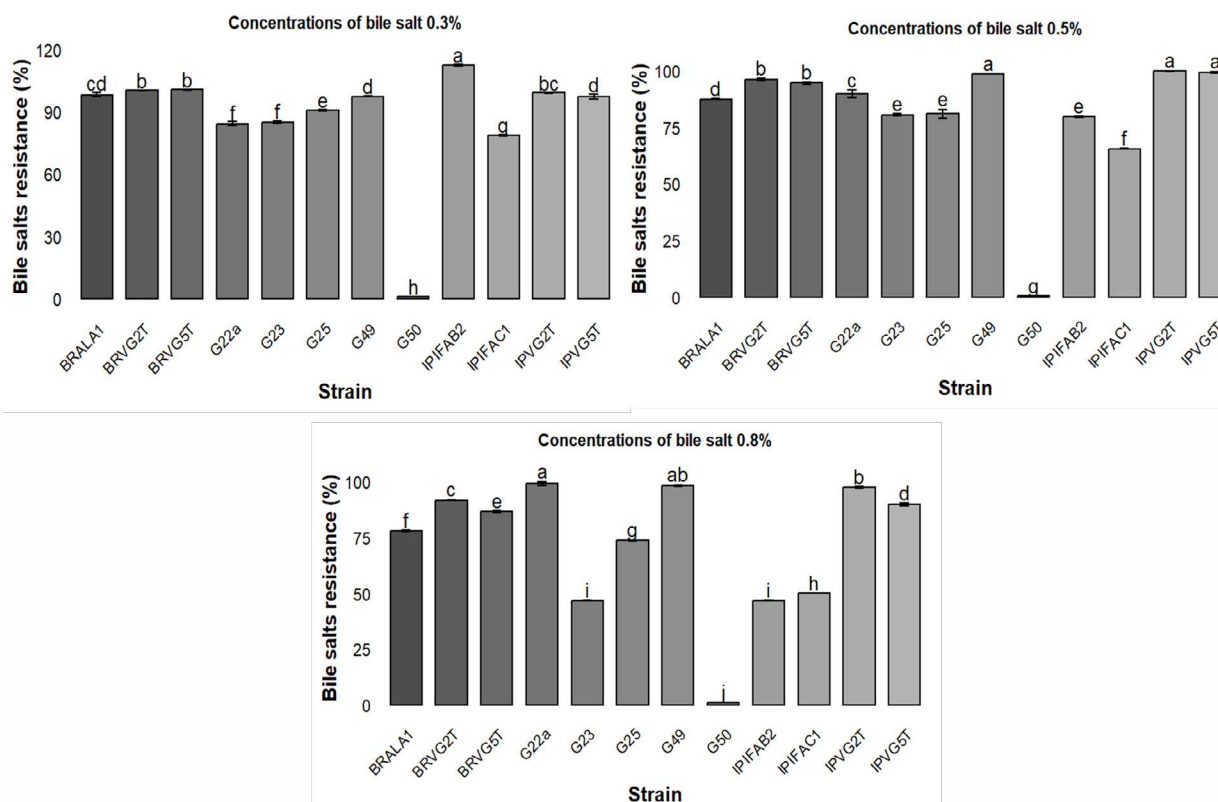 Concentrations of bile salt 0.3%
Bile salts resistance (%)
120
90
60
30
0
cd
b
b
f
f
e
d
h
a
g
bc
d
BRALA1
BRVG2T
BRVG5T
G22a
G23
G25
G49
G50
IPIFAB2
IPIFAC1
IPVG2T
IPVG5T
Strain
Concentrations of bile salt 0.5%
Bile salts resistance (%)
100
75
50
25
0
d
b
b
c
e
e
a
g
e
f
a
a
BRALA1
BRVG2T
BRVG5T
G22a
G23
G25
G49
G50
IPIFAB2
IPIFAC1
IPVG2T
IPVG5T
Strain
Concentrations of bile salt 0.8%
Bile salts resistance (%)
100
75
50
25
0
f
c
e
a
i
g
ab
j
i
h
b
d
BRALA1
BRVG2T
BRVG5T
G22a
G23
G25
G49
G50
IPIFAB2
IPIFAC1
IPVG2T
IPVG5T
Strain